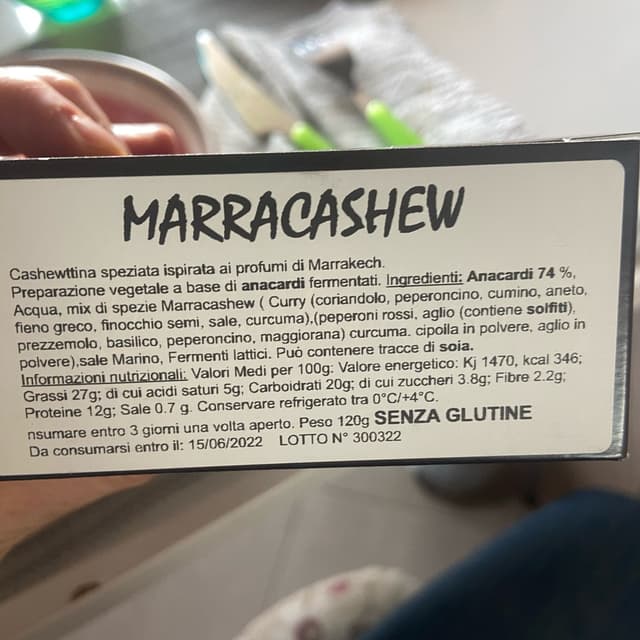 MARRACASHEW
Cashewttina speziata ispirata ai profumi di Marrakech.
Preparazione vegetale a base di anacardi fermentati. Ingredienti: Anacardi 74 %,
Acqua, mix di spezie Marracashew ( Curry (coriandolo, peperoncino, cumino, aneto,
fieno greco, finocchio semi, sale, curcuma),(peperoni rossi, aglio (contiene solfiti),
prezzemolo, basilico, peperoncino, maggiorana) curcuma. cipolla in polvere, aglio in
polvere),sale Marino, Fermenti lattici. Può contenere tracce di soia.
Informazioni nutrizionali: Valori Medi per 100g: Valore energetico: Kj 1470, kcal 346;
Grassi 27g; di cui acidi saturi 5g; Carboidrati 20g; di cui zuccheri 3.8g; Fibre 2.2g;
Proteine 12g; Sale 0.7 g. Conservare refrigerato tra 0°C/+4°C.
nsumare entro 3 giorni una volta aperto. Peso 120g SENZA GLUTINE
Da consumarsi entro il: 15/06/2022 LOTTO N° 300322